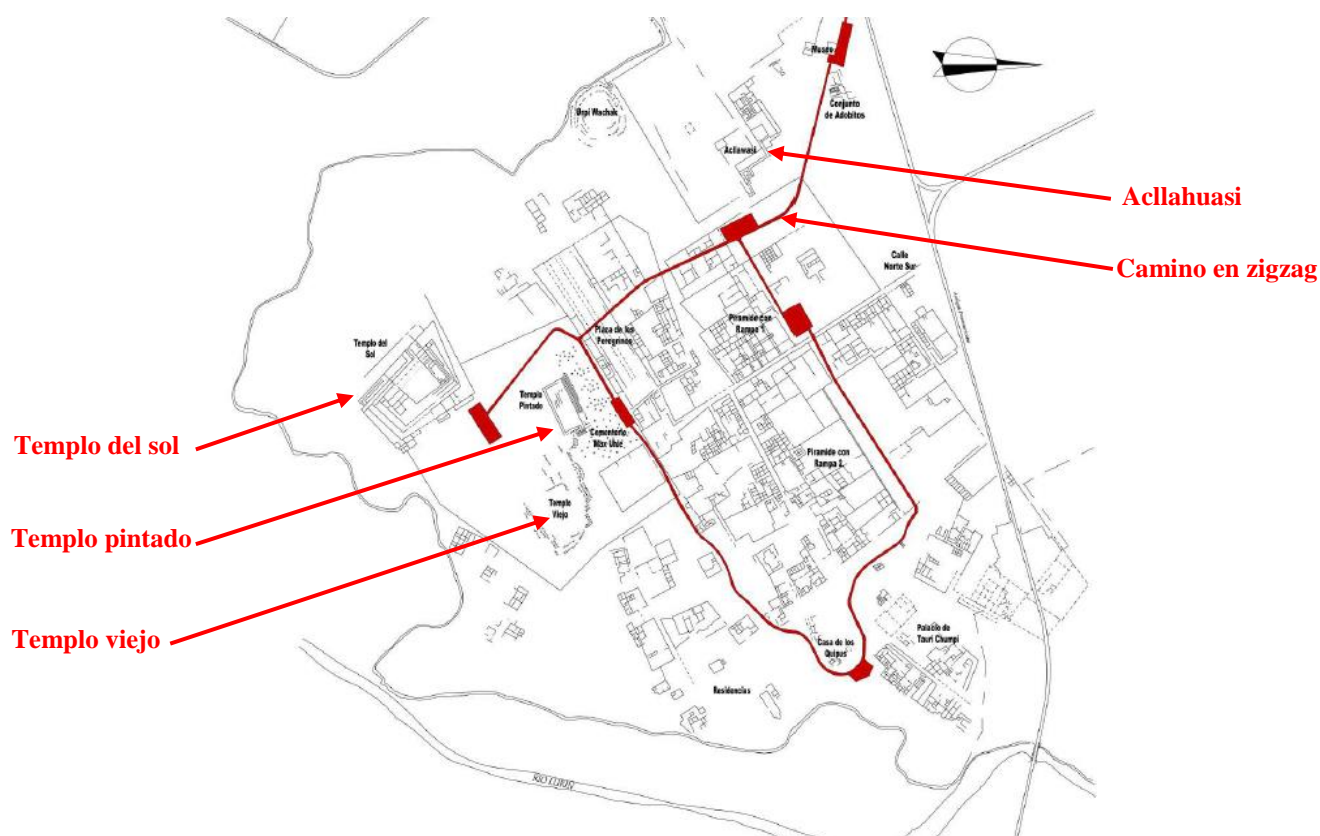 Museo
Conjunto
de Adobitos
Urpi Wachak
Acllawasi
Acllahuasi
Camino en zigzag
Calle
Norte Sur
Plaza de los
Peregrinos
Piramide con
Rampa 1
Templo del
Sol
Templo
Pintado
Cementerio
Max Uhle
Templo del sol
Piramide con
Rampa 2
Templo
Viejo
Templo pintado
Templo viejo
Casa de los
Quipus
Palacio de
Tauri Chumpi
Residencias
RIO LURIN